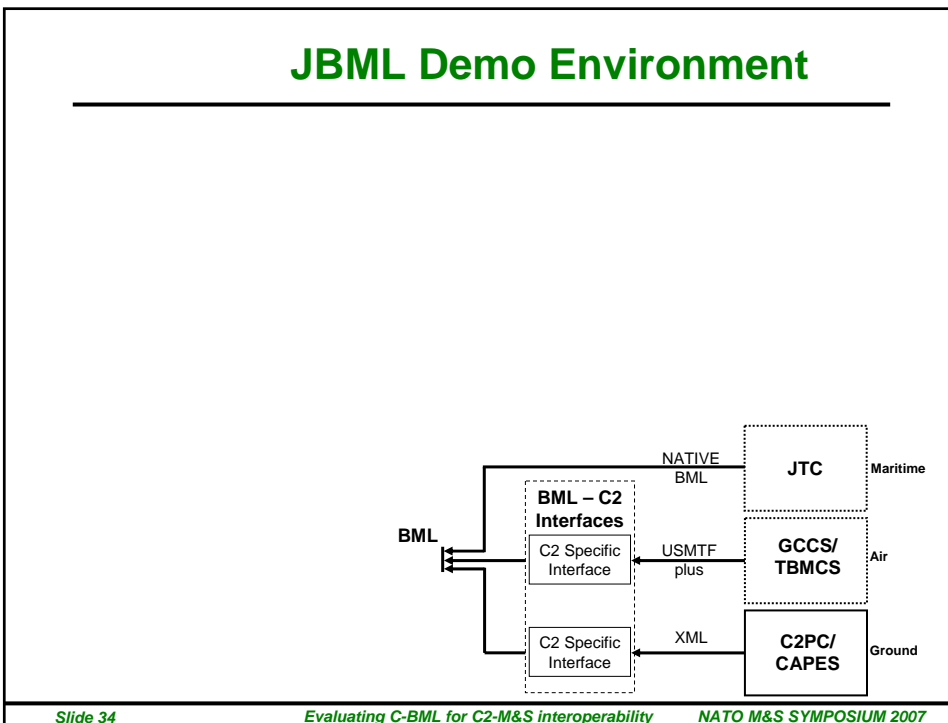 JBML Demo Environment
NATIVE
BML
JTC
Maritime
BML – C2
Interfaces
BML
C2 Specific
Interface
USMTF
plus
GCCS/
TBMCS
Air
C2 Specific
Interface
XML
C2PC/
CAPES
Ground
Slide 34
Evaluating C-BML for C2-M&S interoperability
NATO M&S SYMPOSIUM 2007